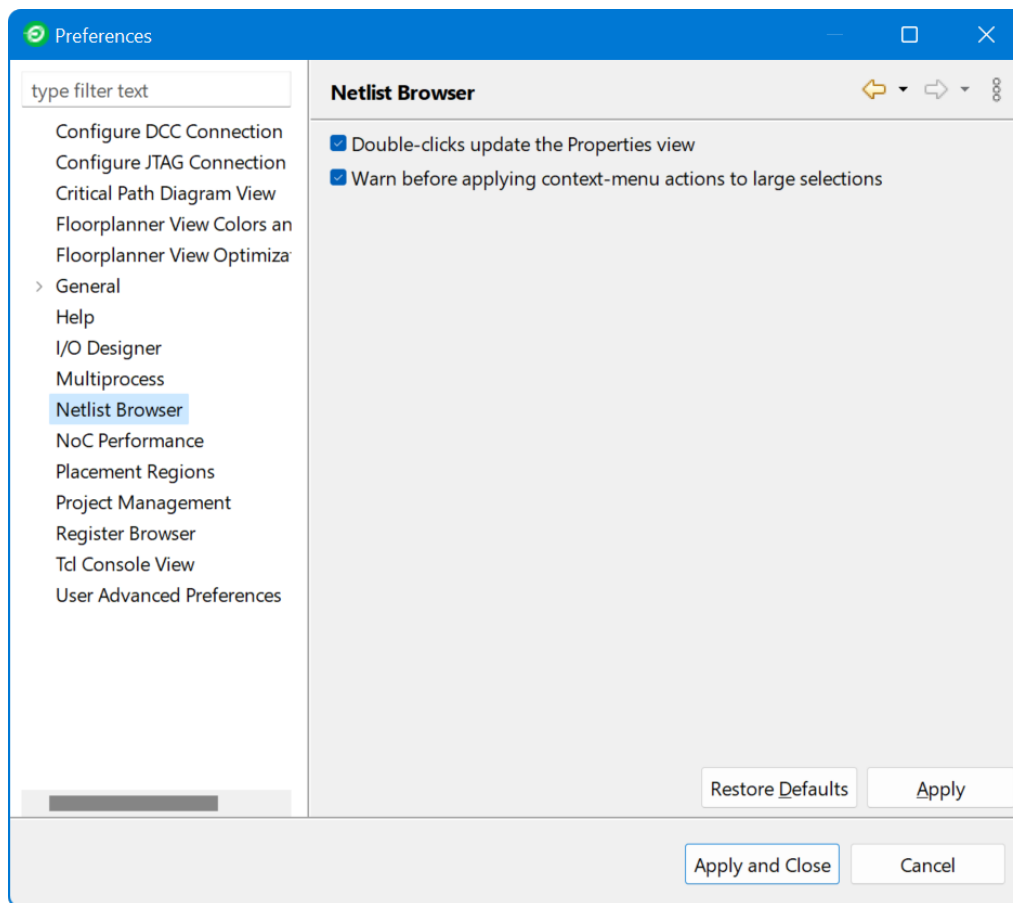 Preferences
type filter text
Configure DCC Connection
Configure JTAG Connection
Critical Path Diagram View
Floorplanner View Colors an
Floorplanner View Optimiza
General
Help
I/O Designer
Multiprocess
Netlist Browser
NoC Performance
Placement Regions
Project Management
Register Browser
Tcl Console View
User Advanced Preferences
Netlist Browser
Double-clicks update the Properties view
Warn before applying context-menu actions to large selections
Restore Defaults
Apply
Apply and Close
Cancel